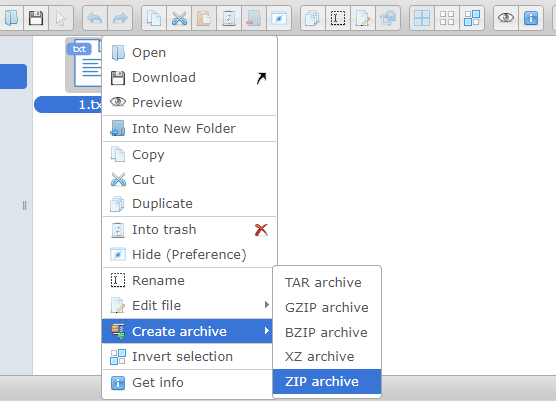 txt
1.tx
Open
Download
Preview
Into New Folder
Copy
Cut
Duplicate
Into trash
Hide (Preference)
Rename
Edit file
Create archive
Invert selection
Get info
TAR archive
GZIP archive
BZIP archive
XZ archive
ZIP archive